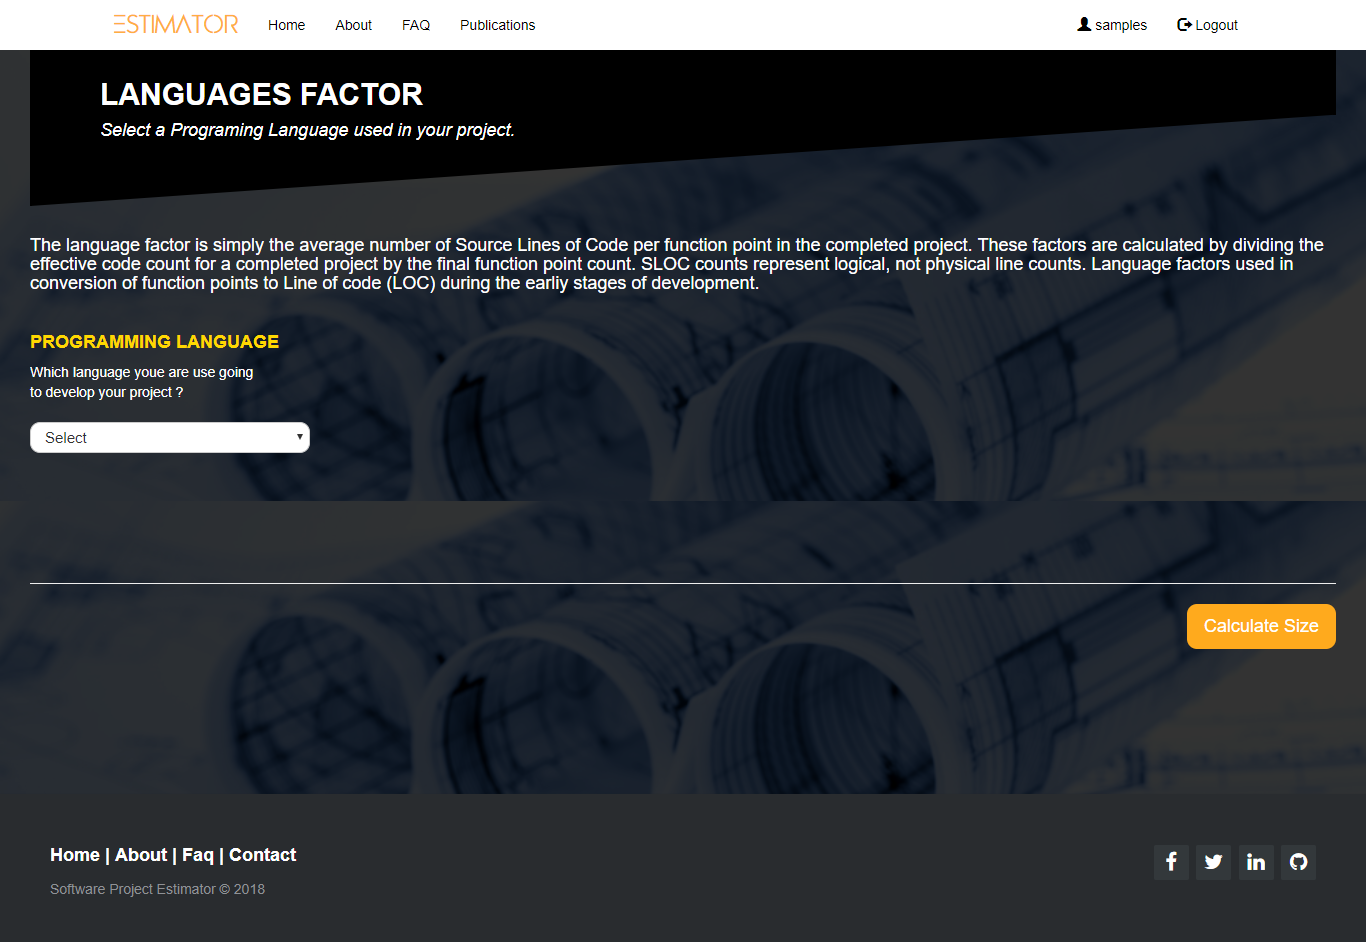 ESTIMATOR Home About FAQ Publications samples Logout
LANGUAGES FACTOR
Select a Programing Language used in your project.
The language factor is simply the average number of Source Lines of Code per function point in the completed project. These factors are calculated by dividing the
effective code count for a completed project by the final function point count. SLOC counts represent logical, not physical line counts. Language factors used in
conversion of function points to Line of code (LOC) during the earliy stages of development.
PROGRAMMING LANGUAGE
Which language youe are use going
to develop your project ?
Select
Calculate Size
Home | About | Faq | Contact
Software Project Estimator © 2018